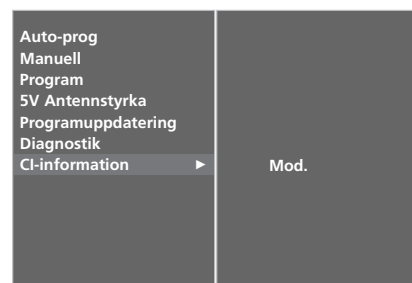 Auto-prog
Manuell
Program
5V Antennstyrka
Programuppdatering
Diagnostik
CI-information ►
Mod.